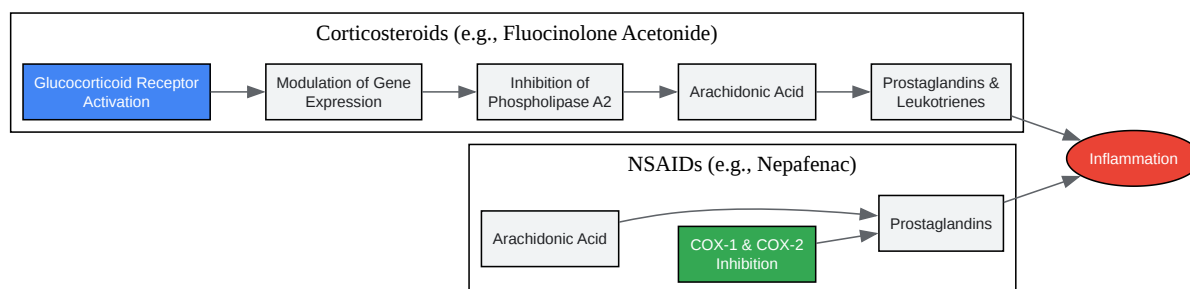 Corticosteroids (e.g., Fluocinolone Acetonide)
Glucocorticoid Receptor
Activation
Modulation of Gene
Expression
Inhibition of
Phospholipase A2
Arachidonic Acid
Prostaglandins &
Leukotrienes
Inflammation
NSAIDs (e.g., Nepafenac)
Arachidonic Acid
COX-1 & COX-2
Inhibition
Prostaglandins